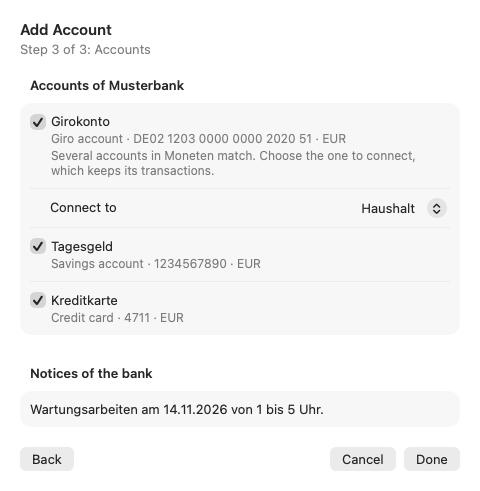 Add Account
Step 3 of 3: Accounts
Accounts of Musterbank
Girokonto
Giro account · DE02 1203 0000 0000 2020 51 · EUR
Several accounts in Moneten match. Choose the one to connect,
which keeps its transactions.
Connect to Haushalt
Tagesgeld
Savings account · 1234567890 · EUR
Kreditkarte
Credit card · 4711 · EUR
Notices of the bank
Wartungsarbeiten am 14.11.2026 von 1 bis 5 Uhr.
Back Cancel Done